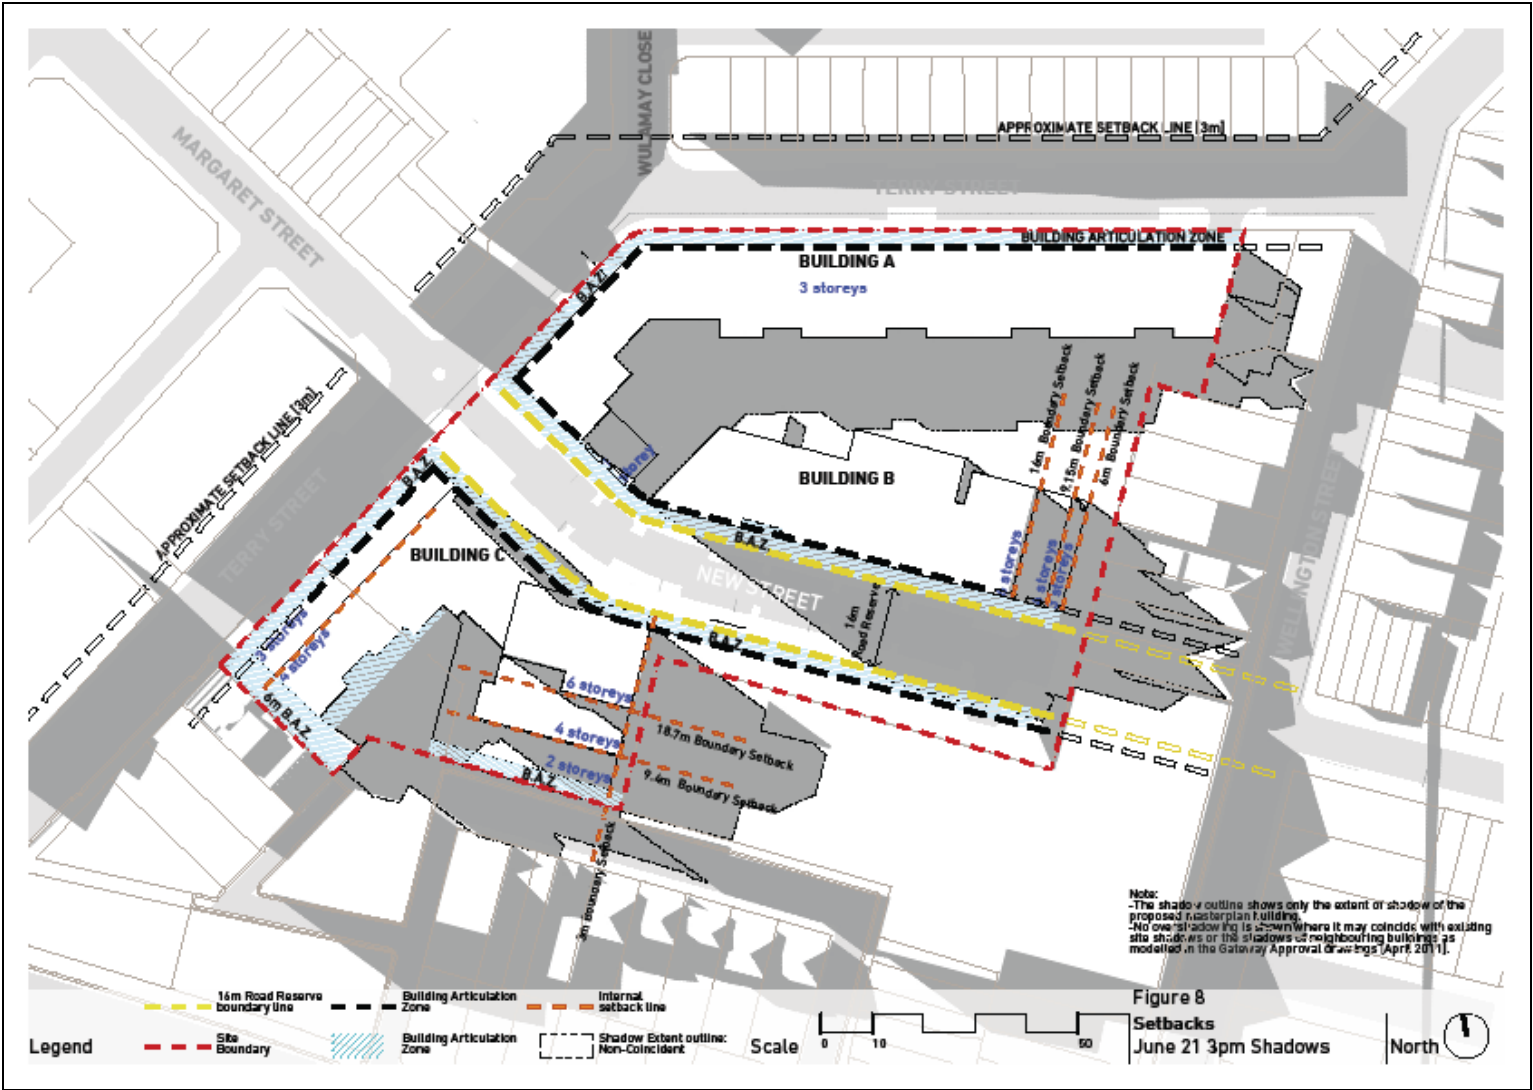 WULAMAY CLOSE
MARGARET STREET
APPROXIMATE SETBACK LINE [3m]
TERRY STREET
BUILDING ARTICULATION ZONE
BUILDING A
3 storeys
B.A.Z.
16m Boundary Setback
9.15m Boundary Setback
6m Boundary Setback
APPROXIMATE SETBACK LINE [3m]
TERRY STREET
B.A.Z.
storey
BUILDING B
BUILDING C
B.A.Z.
NEW STREET
16m
Road Reserve
storeys
storeys
storeys
WELLINGTON STREET
B.A.Z.
3 storeys
4 storeys
6m B.A.Z.
6 storeys
4 storeys
2 storeys
B.A.Z.
18.7m Boundary Setback
9.4m Boundary Setback
3m Boundary Setback
Note:
-The shadow outline shows only the extent of shadow of the
proposed masterplan building.
-No overshadowing is shown where it may coincide with existing
site shadows or the shadows of neighbouring buildings as
modelled in the Gateway Approval drawings [April 2011].
Legend
16m Road Reserve
boundary line
Building Articulation
Zone
Internal
setback line
Site
Boundary
Building Articulation
Zone
Shadow Extent outline:
Non-Coincident
Scale
0 10 50
Figure 8
Setbacks
June 21 3pm Shadows
North